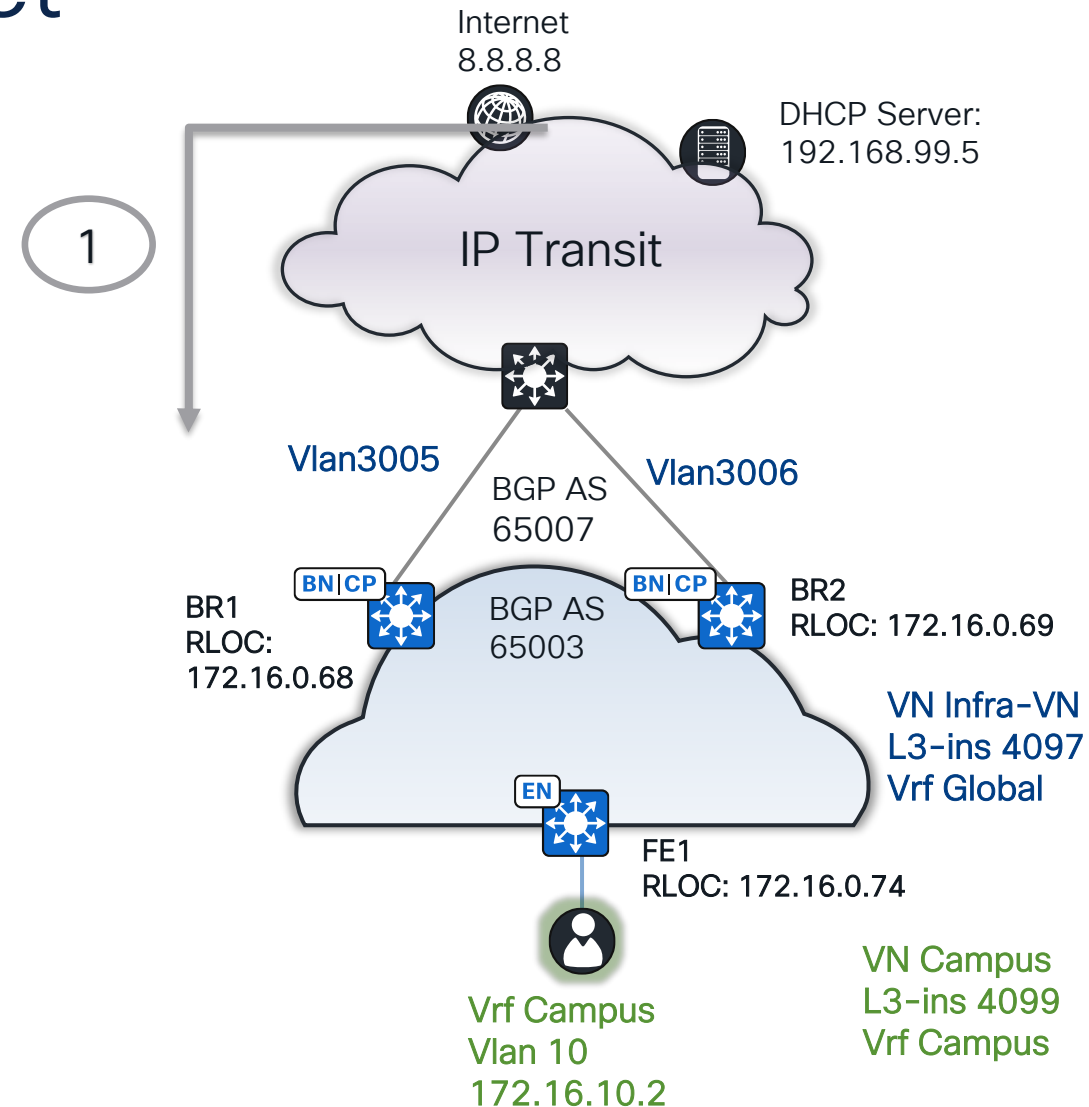 Internet
8.8.8.8
DHCP Server:
192.168.99.5
1
IP Transit
Vlan3005
Vlan3006
BGP AS
65007
BN|CP
BN|CP
BR1
RLOC:
172.16.0.68
BGP AS
65003
BR2
RLOC: 172.16.0.69
VN Infra-VN
L3-ins 4097
Vrf Global
EN
FE1
RLOC: 172.16.0.74
Vrf Campus
Vlan 10
172.16.10.2
VN Campus
L3-ins 4099
Vrf Campus